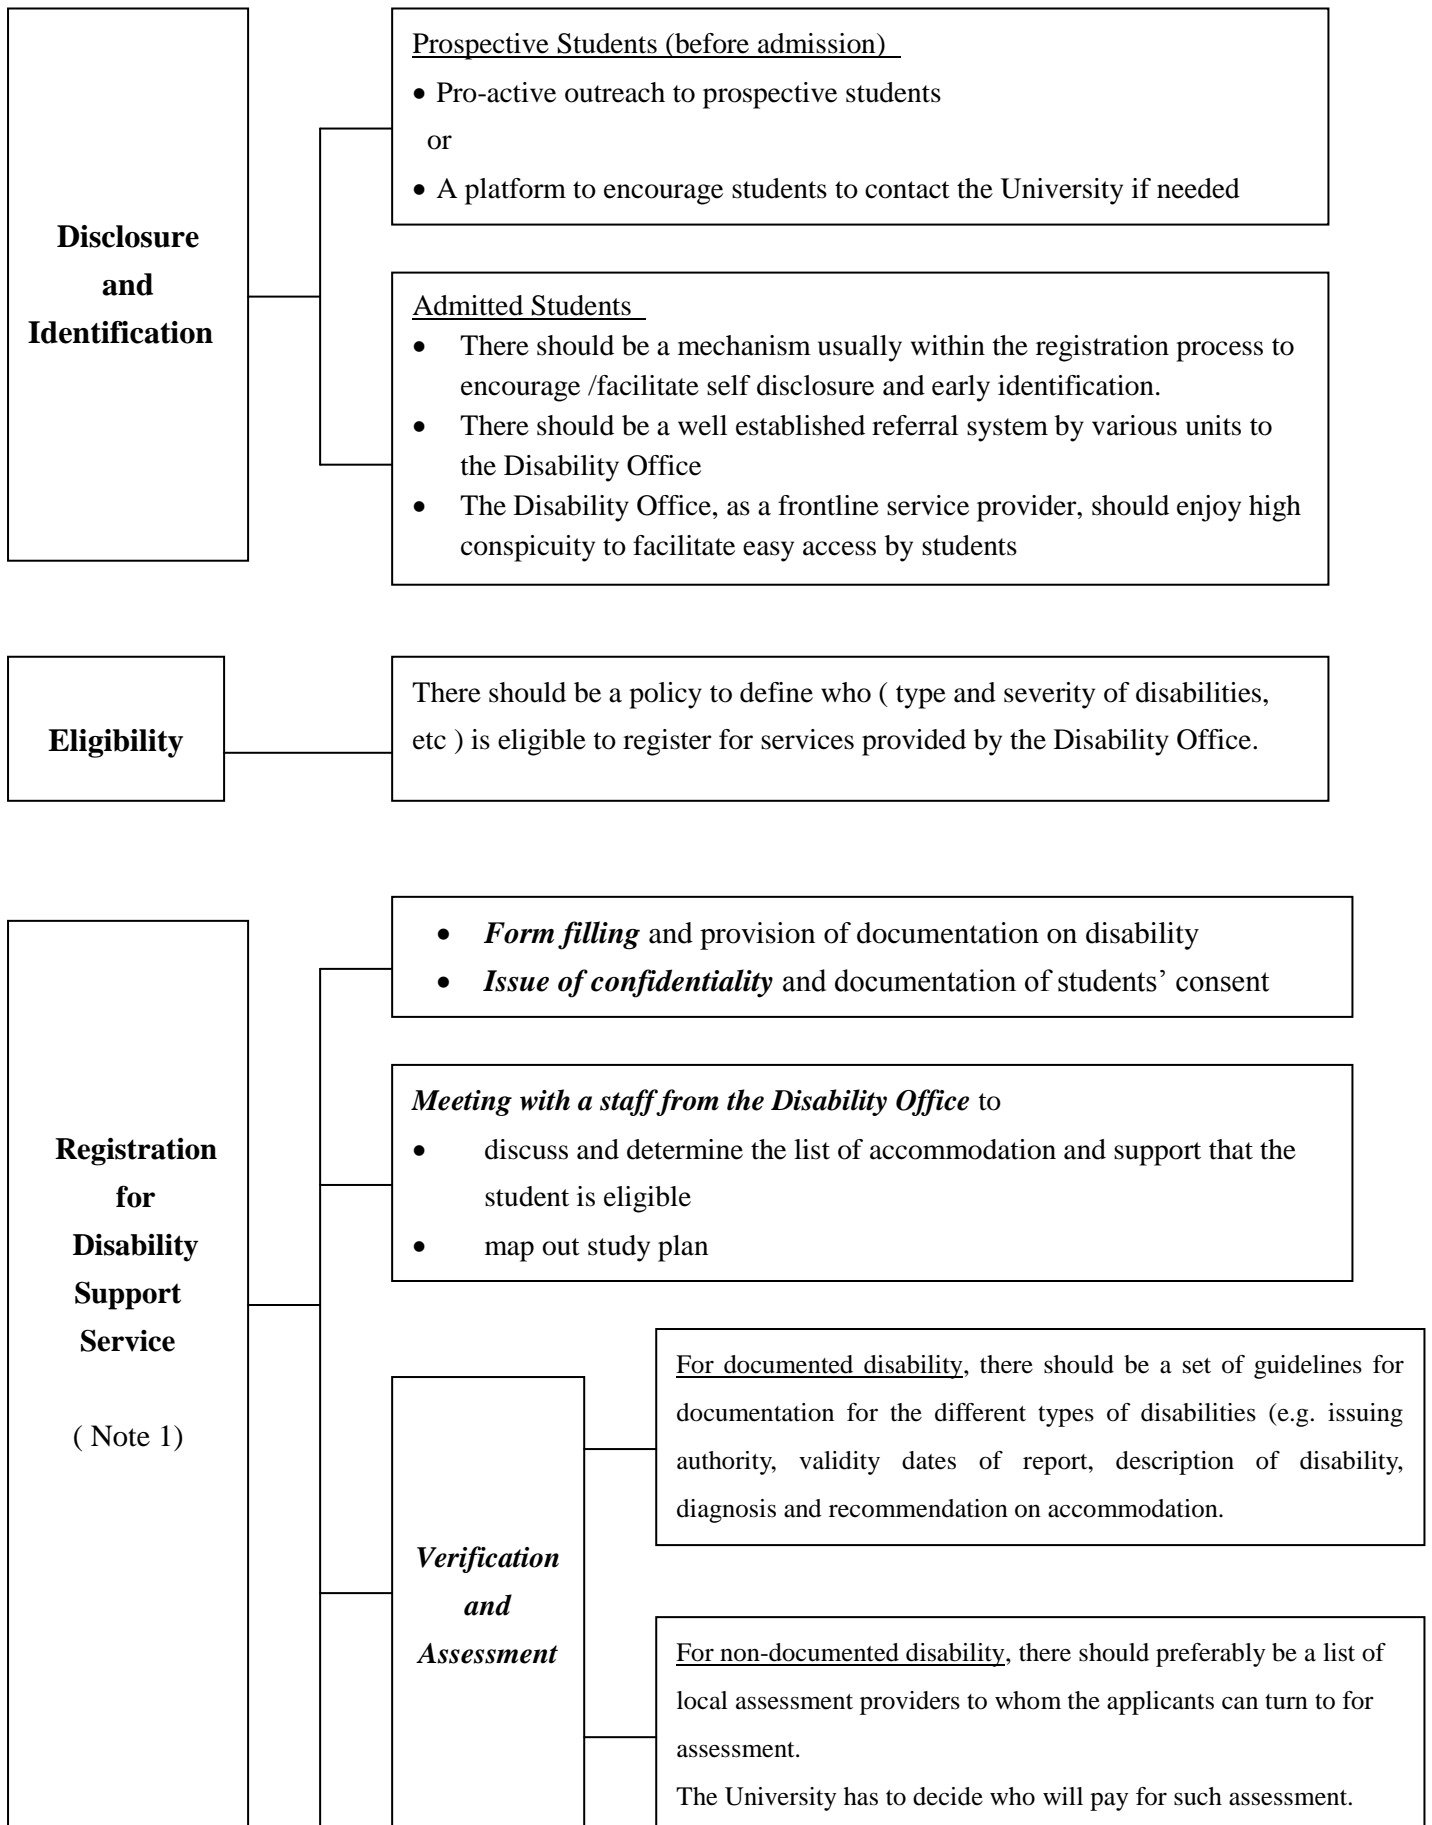 Disclosure
and
Identification
Prospective Students (before admission)
• Pro-active outreach to prospective students
or
• A platform to encourage students to contact the University if needed
Admitted Students
• There should be a mechanism usually within the registration process to
encourage /facilitate self disclosure and early identification.
• There should be a well established referral system by various units to
the Disability Office
• The Disability Office, as a frontline service provider, should enjoy high
conspicuity to facilitate easy access by students
Eligibility
There should be a policy to define who ( type and severity of disabilities,
etc ) is eligible to register for services provided by the Disability Office.
Registration
for
Disability
Support
Service
( Note 1)
• Form filling and provision of documentation on disability
• Issue of confidentiality and documentation of students’ consent
Meeting with a staff from the Disability Office to
• discuss and determine the list of accommodation and support that the
student is eligible
• map out study plan
Verification
and
Assessment
For documented disability, there should be a set of guidelines for
documentation for the different types of disabilities (e.g. issuing
authority, validity dates of report, description of disability,
diagnosis and recommendation on accommodation.
For non-documented disability, there should preferably be a list of
local assessment providers to whom the applicants can turn to for
assessment.
The University has to decide who will pay for such assessment.